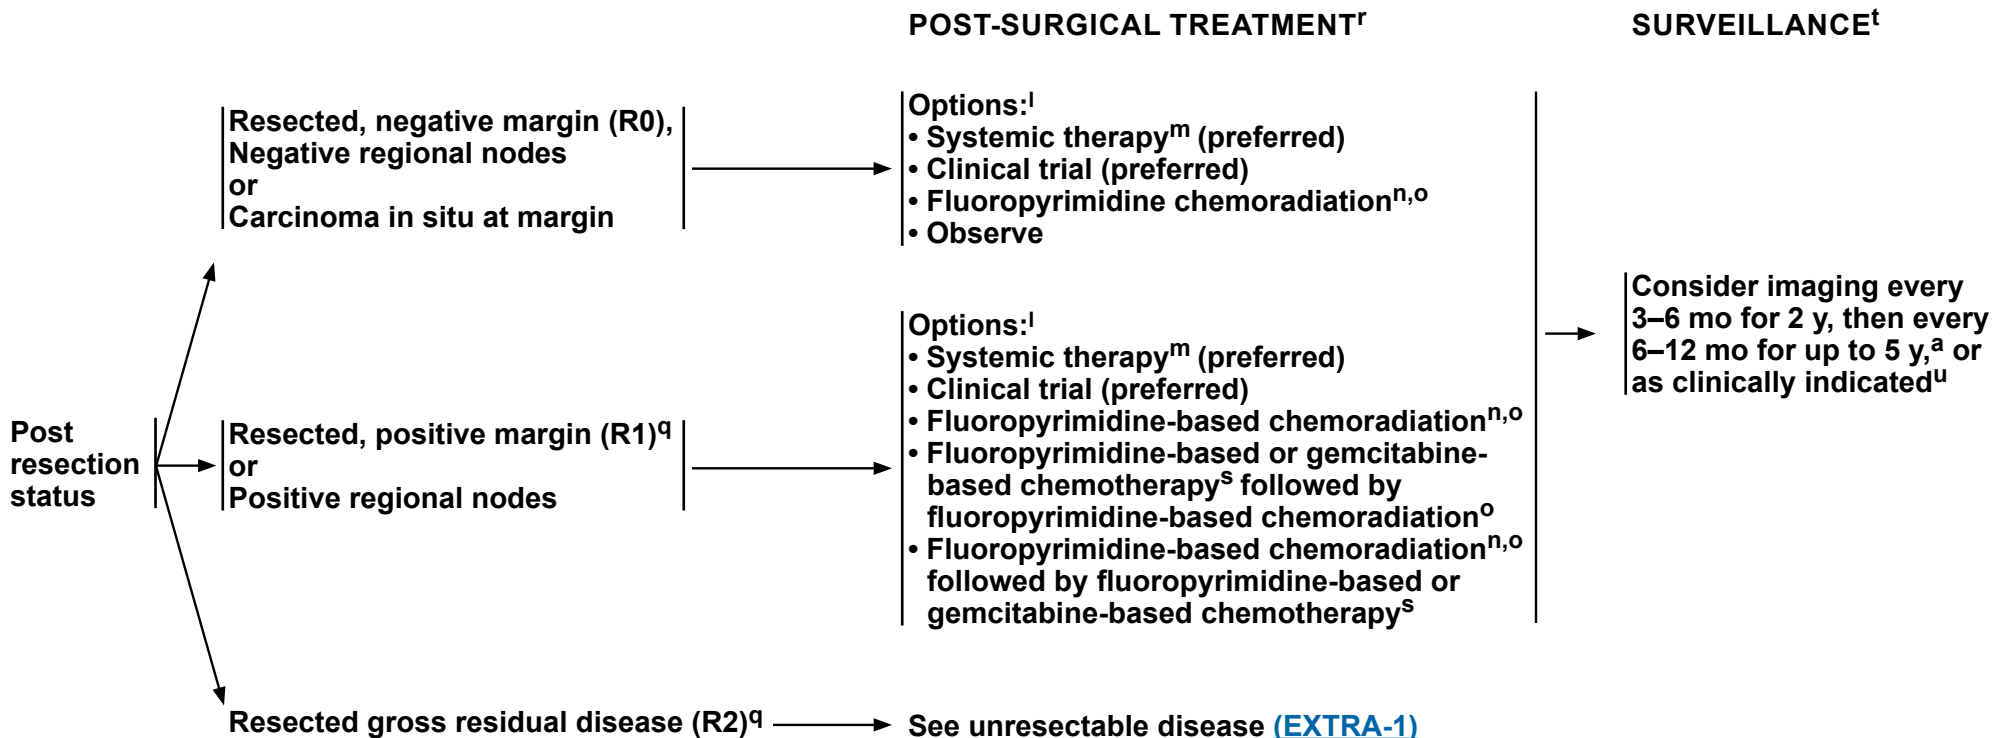 POST-SURGICAL TREATMENTr
SURVEILLANCEt
Resected, negative margin (R0),
Negative regional nodes
or
Carcinoma in situ at margin
Options:l
• Systemic therapym (preferred)
• Clinical trial (preferred)
• Fluoropyrimidine chemoradiationn,o
• Observe
Post
resection
status
Resected, positive margin (R1)q
or
Positive regional nodes
Options:l
• Systemic therapym (preferred)
• Clinical trial (preferred)
• Fluoropyrimidine-based chemoradiationn,o
• Fluoropyrimidine-based or gemcitabine-
based chemotherapys followed by
fluoropyrimidine-based chemoradiationo
• Fluoropyrimidine-based chemoradiationn,o
followed by fluoropyrimidine-based or
gemcitabine-based chemotherapys
Consider imaging every
3–6 mo for 2 y, then every
6–12 mo for up to 5 y,a or
as clinically indicatedu
Resected gross residual disease (R2)q
See unresectable disease (EXTRA-1)